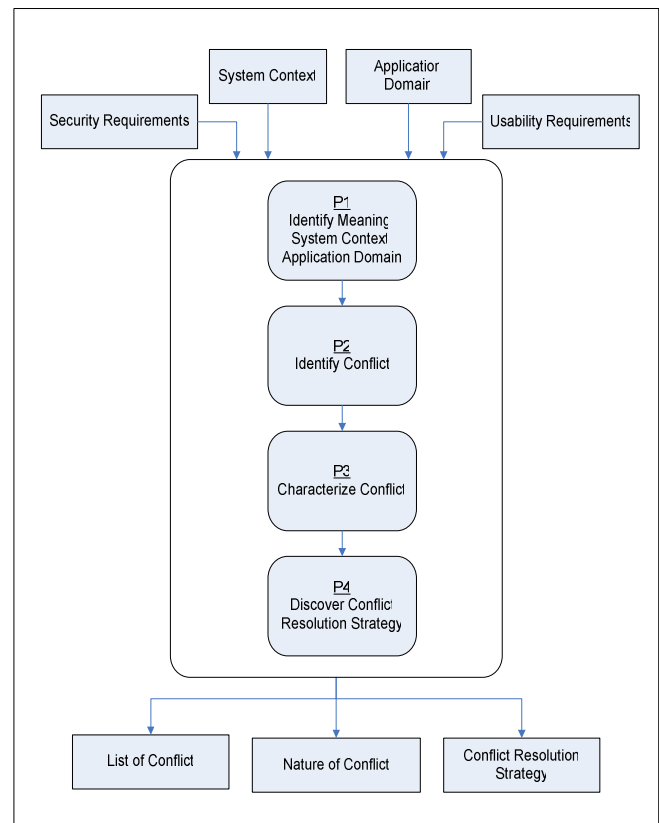 System Context
Application
Domain
Security Requirements
Usability Requirements
P1
Identify Meaning
System Context
Application Domain
P2
Identify Conflict
P3
Characterize Conflict
P4
Discover Conflict
Resolution Strategy
List of Conflict
Nature of Conflict
Conflict Resolution
Strategy